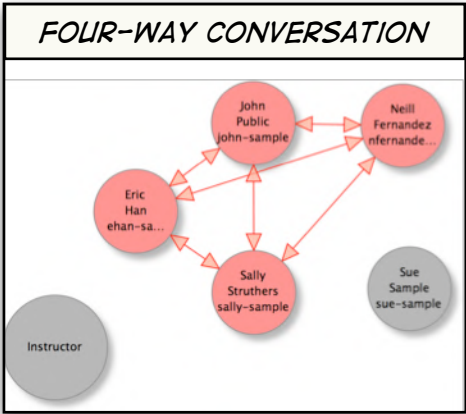 FOUR-WAY CONVERSATION
John
Public
john-sample
Neill
Fernandez
nfernande...
Eric
Han
ehan-sa...
Sally
Struthers
sally-sample
Sue
Sample
sue-sample
Instructor